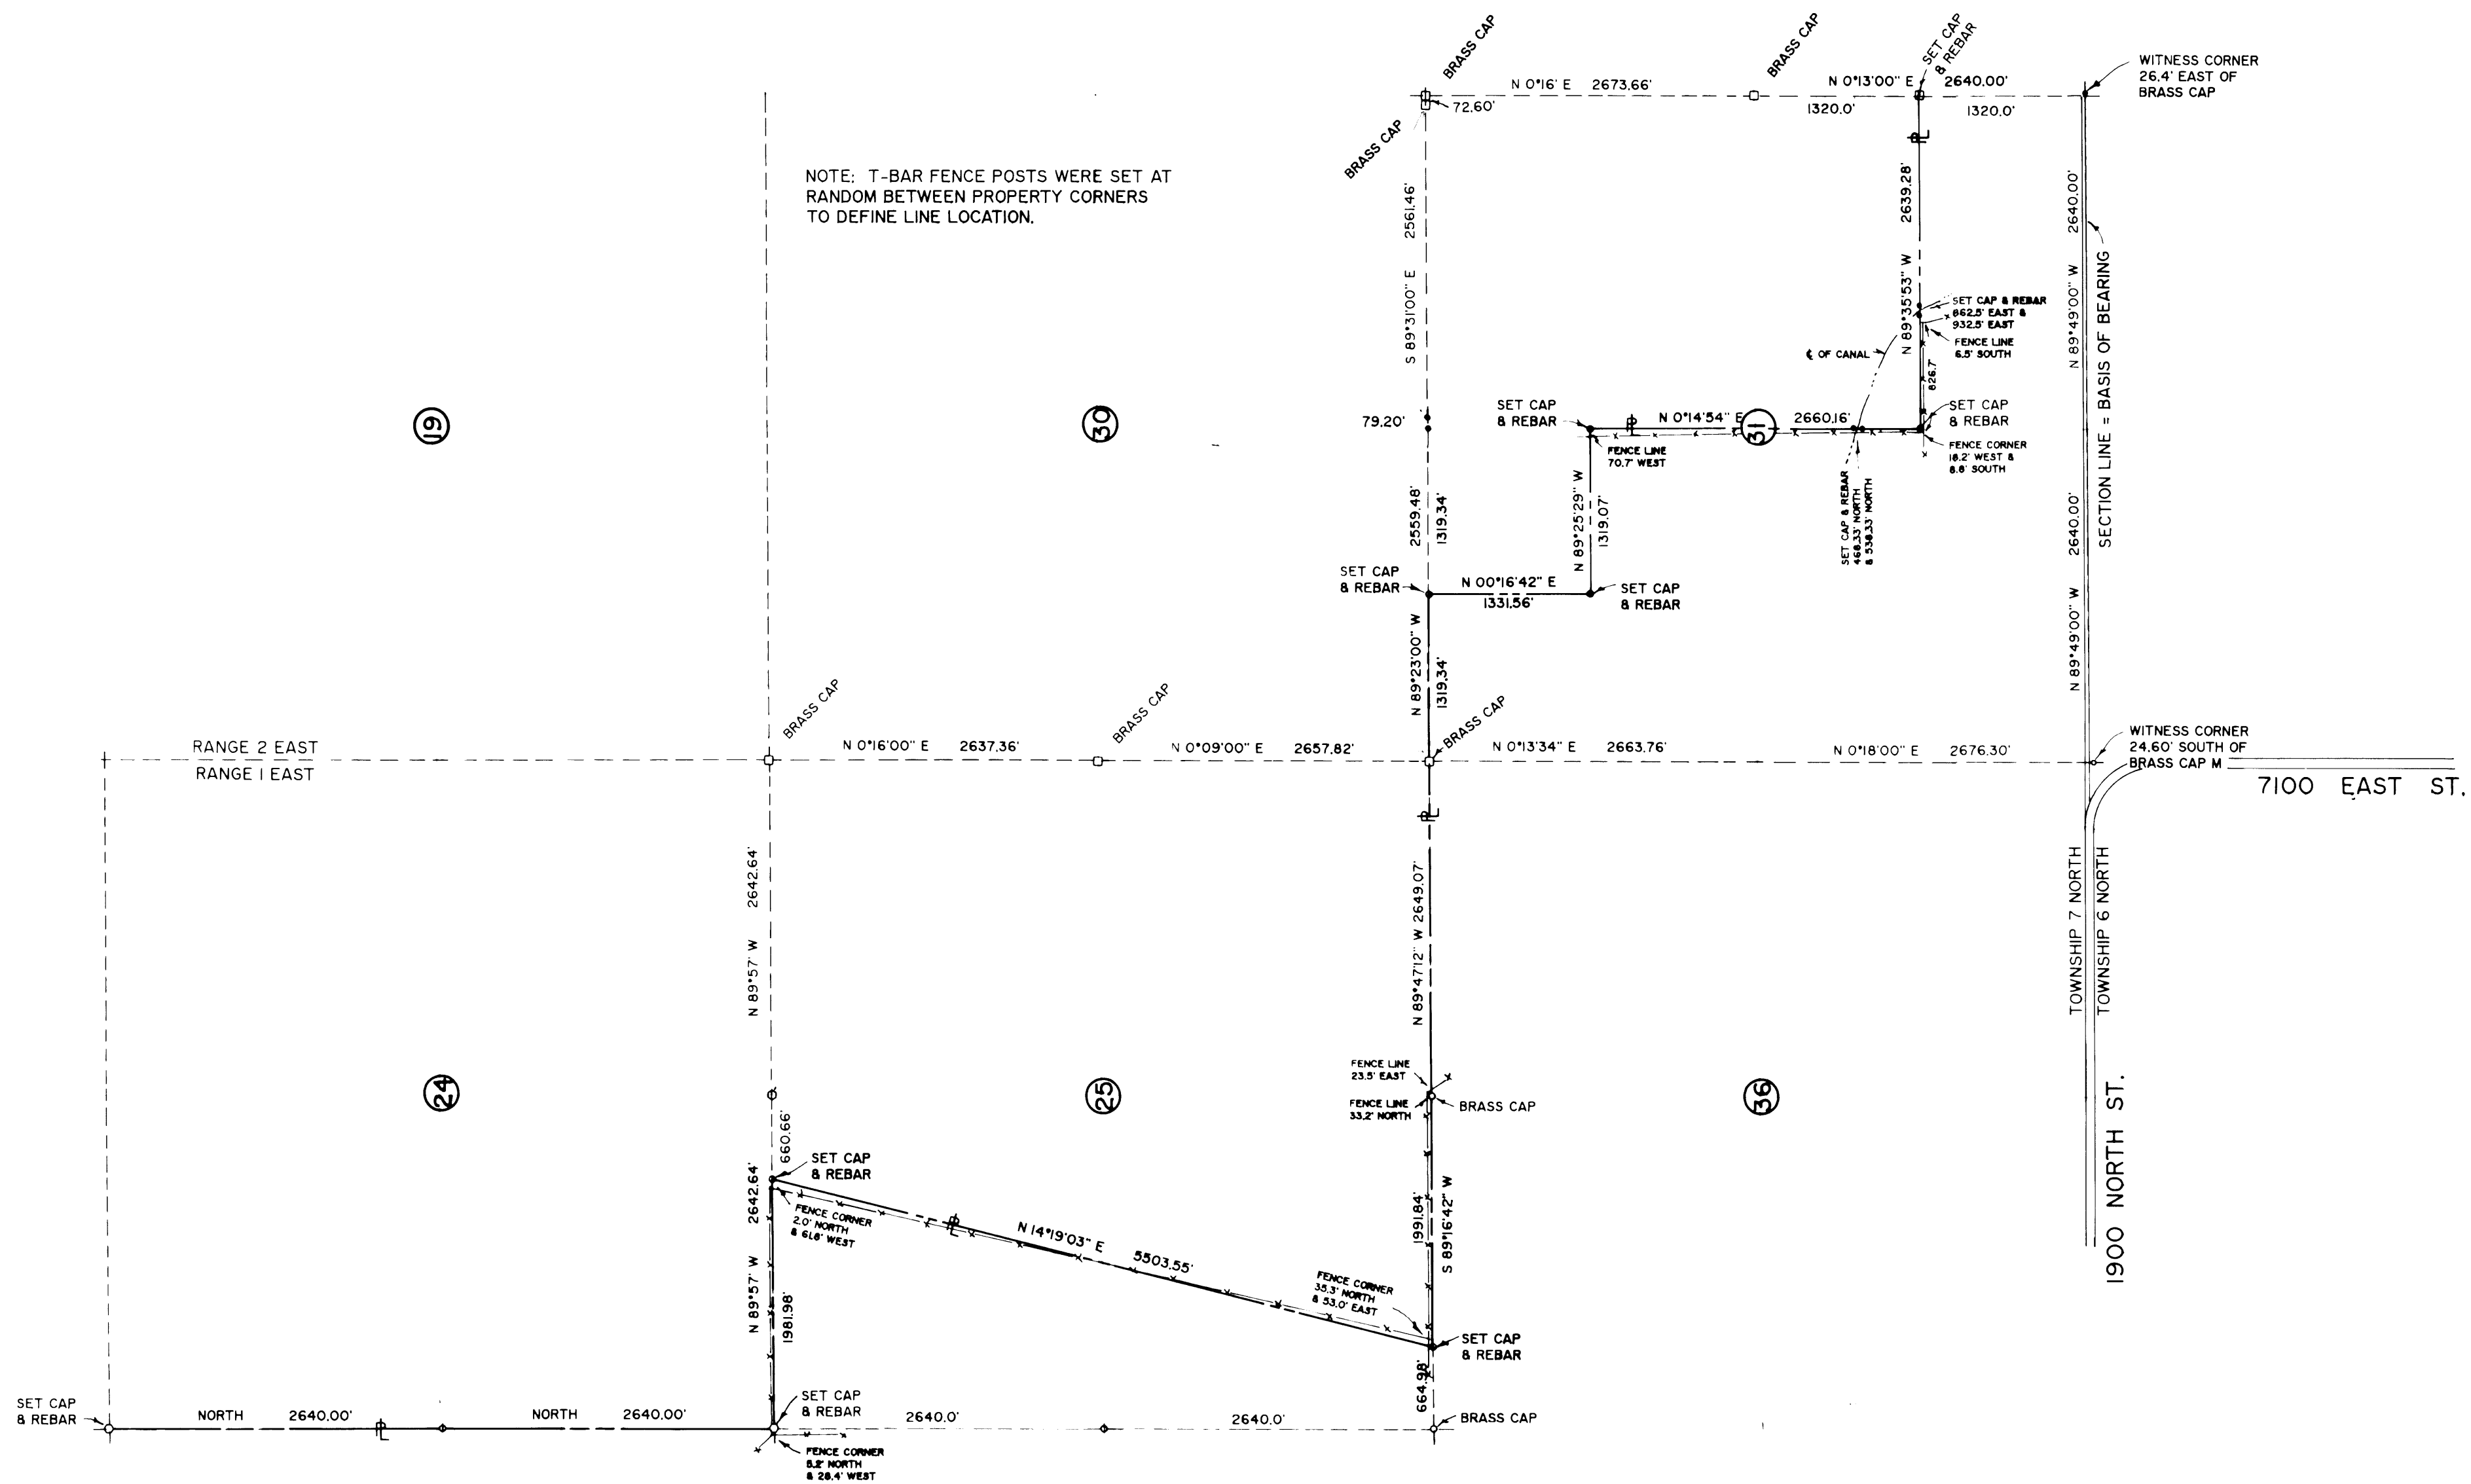 BRASS CAP
BRASS CAP
SET CAP
& REBAR
N 0°16' E 2673.66'
N 0°13'00" E 2640.00'
72.60'
1320.0'
1320.0'
WITNESS CORNER
26.4' EAST OF
BRASS CAP
BRASS CAP
NOTE: T-BAR FENCE POSTS WERE SET AT
RANDOM BETWEEN PROPERTY CORNERS
TO DEFINE LINE LOCATION.
S 89°31'00" E 2561.46'
PL
N 89°35'53" W 2639.28'
N 89°49'00" W 2640.00'
SECTION LINE = BASIS OF BEARING
SET CAP & REBAR
862.5' EAST &
932.5' EAST
FENCE LINE
6.5' SOUTH
℄ OF CANAL
826.7'
19
30
79.20'
SET CAP
& REBAR
PL
N 0°14'54" E
31
2660.16'
SET CAP
& REBAR
FENCE LINE
70.7' WEST
FENCE CORNER
18.2' WEST &
8.8' SOUTH
SET CAP & REBAR
468.33' NORTH
& 538.33' NORTH
2559.48'
1319.34'
N 89°25'29" W
1319.07'
N 89°49'00" W 2640.00'
SET CAP
& REBAR
N 00°16'42" E
1331.56'
SET CAP
& REBAR
N 89°23'00" W
1319.34'
BRASS CAP
BRASS CAP
BRASS CAP
RANGE 2 EAST
RANGE 1 EAST
N 0°16'00" E 2637.36'
N 0°09'00" E 2657.82'
N 0°13'34" E 2663.76'
N 0°18'00" E 2676.30'
WITNESS CORNER
24.60' SOUTH OF
BRASS CAP M
7100 EAST ST.
PL
N 89°57' W 2642.64'
N 89°47'12" W 2649.07'
TOWNSHIP 7 NORTH
TOWNSHIP 6 NORTH
1900 NORTH ST.
24
25
36
FENCE LINE
23.5' EAST
FENCE LINE
33.2' NORTH
BRASS CAP
660.66'
SET CAP
& REBAR
N 89°57' W 2642.64'
1981.98'
FENCE CORNER
2.0' NORTH
& 61.8' WEST
PL
N 14°19'03" E 5503.55'
1991.84'
S 89°16'42" W
FENCE CORNER
35.3' NORTH
& 53.0' EAST
SET CAP
& REBAR
664.98'
SET CAP
& REBAR
NORTH 2640.00'
PL
NORTH 2640.00'
SET CAP
& REBAR
2640.0'
2640.0'
BRASS CAP
FENCE CORNER
5.2' NORTH
& 28.4' WEST